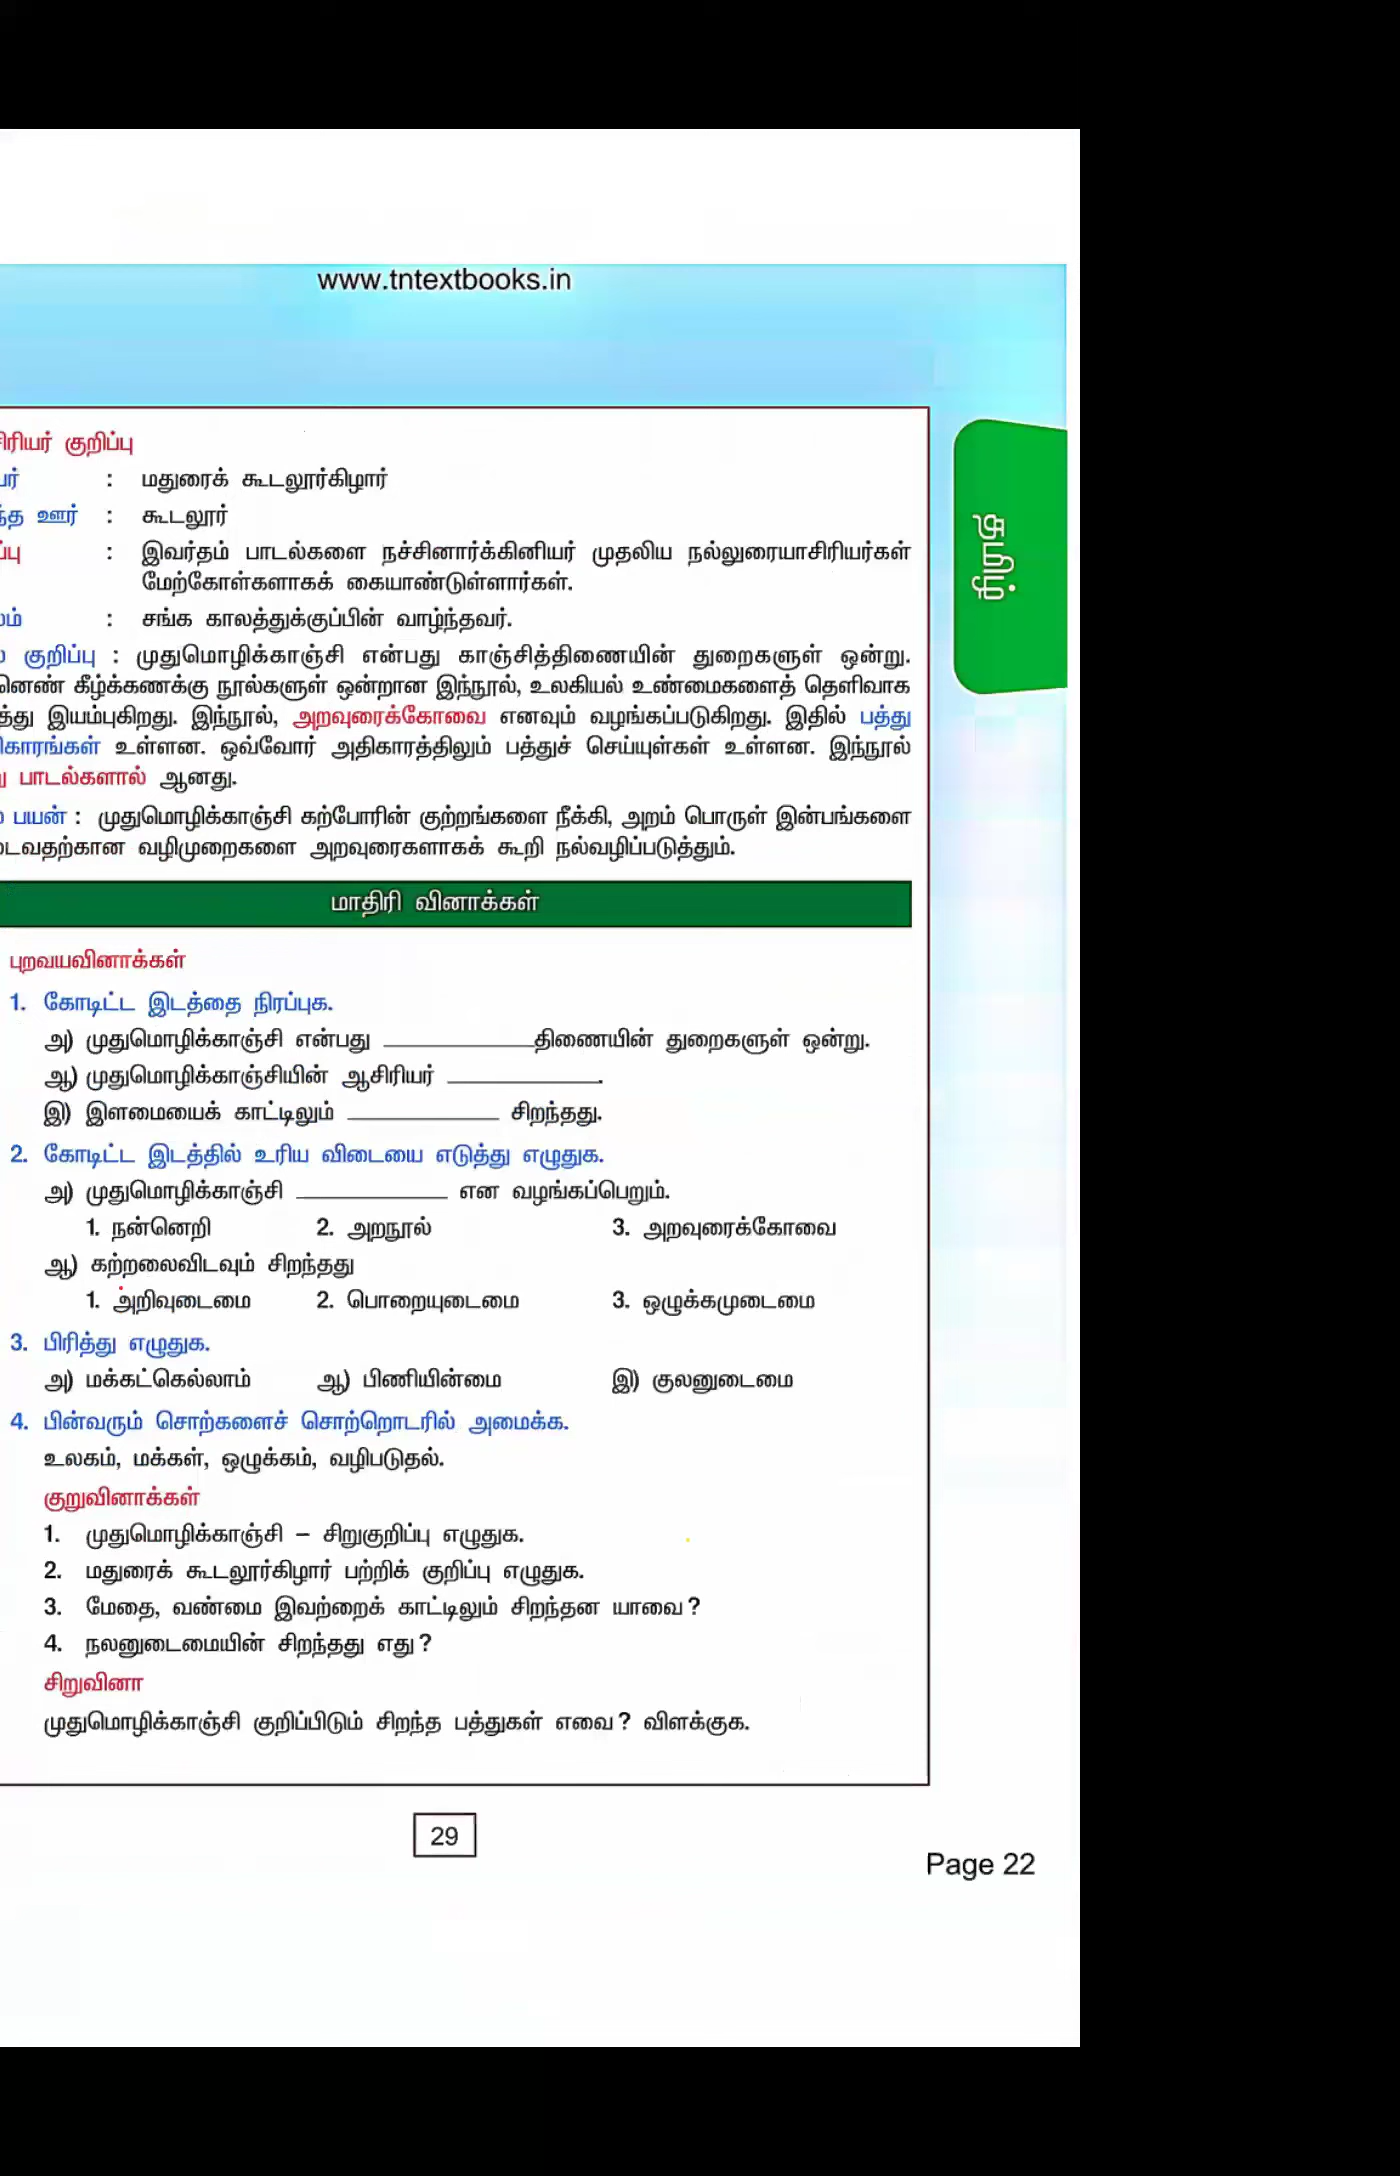 www.tntextbooks.in
சிரியர் குறிப்பு
யர் : மதுரைக் கூடலூர்கிழார்
ந்த ஊர் : கூடலூர்
ப்பு : இவர்தம் பாடல்களை நச்சினார்க்கினியர் முதலிய நல்லுரையாசிரியர்கள்
மேற்கோள்களாகக் கையாண்டுள்ளார்கள்.
லம் : சங்க காலத்துக்குப்பின் வாழ்ந்தவர்.
குறிப்பு : முதுமொழிக்காஞ்சி என்பது காஞ்சித்திணையின் துறைகளுள் ஒன்று.
னெண் கீழ்க்கணக்கு நூல்களுள் ஒன்றான இந்நூல், உலகியல் உண்மைகளைத் தெளிவாக
த்து இயம்புகிறது. இந்நூல், அறவுரைக்கோவை எனவும் வழங்கப்படுகிறது. இதில் பத்து
திகாரங்கள் உள்ளன. ஒவ்வோர் அதிகாரத்திலும் பத்துச் செய்யுள்கள் உள்ளன. இந்நூல்
று பாடல்களால் ஆனது.
பயன் : முதுமொழிக்காஞ்சி கற்போரின் குற்றங்களை நீக்கி, அறம் பொருள் இன்பங்களை
டைவதற்கான வழிமுறைகளை அறவுரைகளாகக் கூறி நல்வழிப்படுத்தும்.
தமிழ்
மாதிரி வினாக்கள்
புறவயவினாக்கள்
1. கோடிட்ட இடத்தை நிரப்புக.
அ) முதுமொழிக்காஞ்சி என்பது ____________திணையின் துறைகளுள் ஒன்று.
ஆ) முதுமொழிக்காஞ்சியின் ஆசிரியர் ____________.
இ) இளமையைக் காட்டிலும் ____________ சிறந்தது.
2. கோடிட்ட இடத்தில் உரிய விடையை எடுத்து எழுதுக.
அ) முதுமொழிக்காஞ்சி ____________ என வழங்கப்பெறும்.
1. நன்னெறி 2. அறநூல் 3. அறவுரைக்கோவை
ஆ) கற்றலைவிடவும் சிறந்தது
1. அறிவுடைமை 2. பொறையுடைமை 3. ஒழுக்கமுடைமை
3. பிரித்து எழுதுக.
அ) மக்கட்கெல்லாம் ஆ) பிணியின்மை இ) குலனுடைமை
4. பின்வரும் சொற்களைச் சொற்றொடரில் அமைக்க.
உலகம், மக்கள், ஒழுக்கம், வழிபடுதல்.
குறுவினாக்கள்
1. முதுமொழிக்காஞ்சி – சிறுகுறிப்பு எழுதுக.
2. மதுரைக் கூடலூர்கிழார் பற்றிக் குறிப்பு எழுதுக.
3. மேதை, வண்மை இவற்றைக் காட்டிலும் சிறந்தன யாவை?
4. நலனுடைமையின் சிறந்தது எது?
சிறுவினா
முதுமொழிக்காஞ்சி குறிப்பிடும் சிறந்த பத்துகள் எவை? விளக்குக.
29
Page 22